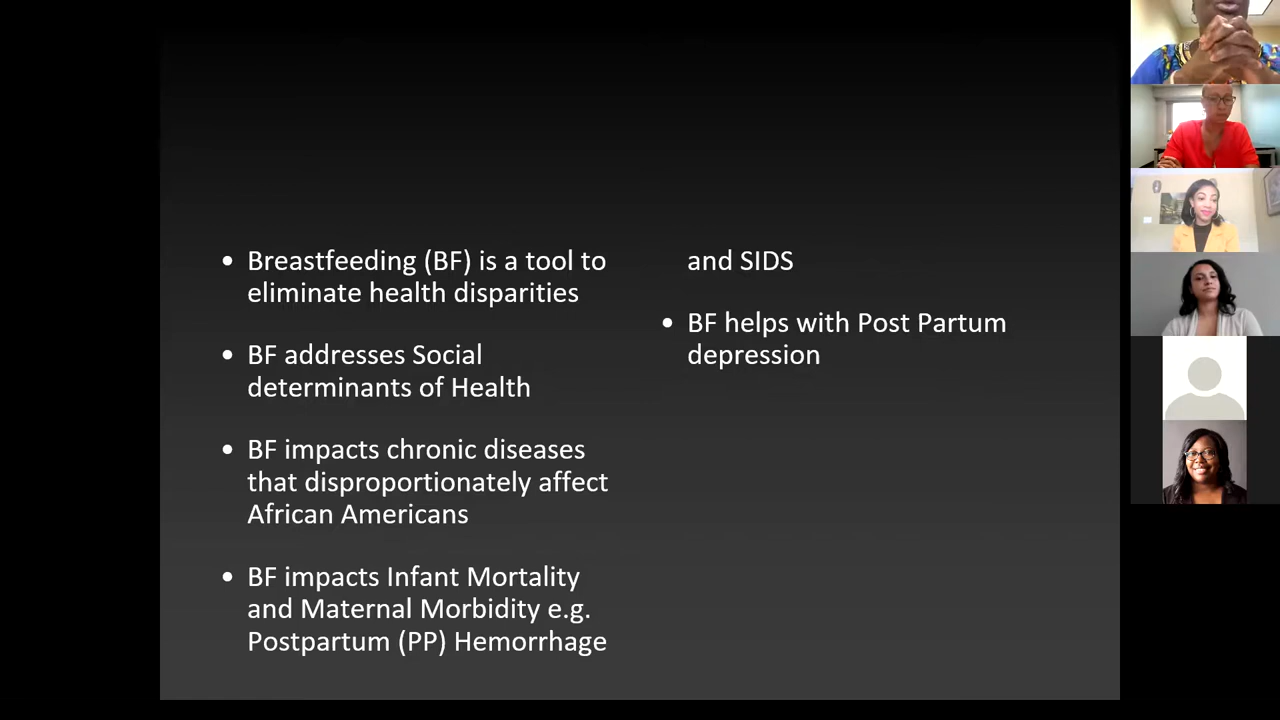 • Breastfeeding (BF) is a tool to
eliminate health disparities
• BF addresses Social
determinants of Health
• BF impacts chronic diseases
that disproportionately affect
African Americans
• BF impacts Infant Mortality
and Maternal Morbidity e.g.
Postpartum (PP) Hemorrhage
and SIDS
• BF helps with Post Partum
depression